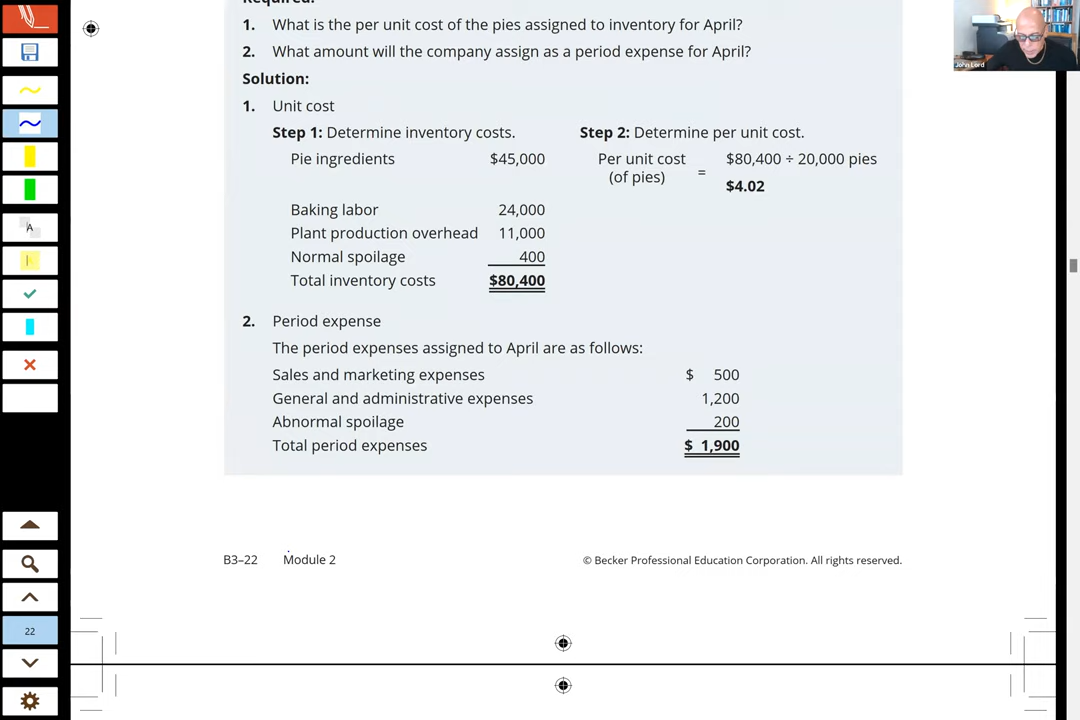 Required:
1. What is the per unit cost of the pies assigned to inventory for April?
2. What amount will the company assign as a period expense for April?
Solution:
1. Unit cost
Step 1: Determine inventory costs.
Pie ingredients $45,000
Baking labor 24,000
Plant production overhead 11,000
Normal spoilage 400
Total inventory costs $80,400
Step 2: Determine per unit cost.
Per unit cost = $80,400 ÷ 20,000 pies
(of pies) $4.02
2. Period expense
The period expenses assigned to April are as follows:
Sales and marketing expenses $ 500
General and administrative expenses 1,200
Abnormal spoilage 200
Total period expenses $ 1,900
B3–22 Module 2 © Becker Professional Education Corporation. All rights reserved.
John Lord
A
22